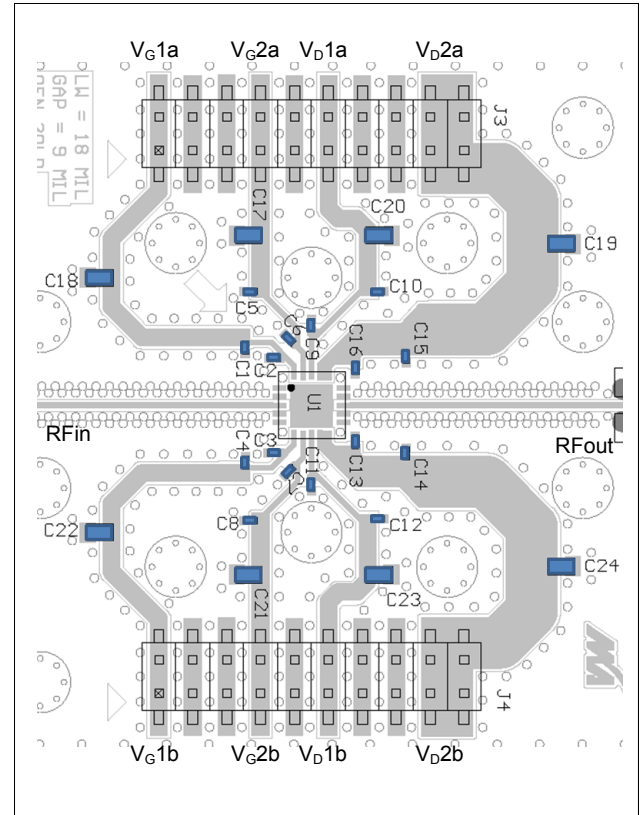 VG1a VG2a VD1a VD2a
LW = 18 MIL
GAP = 9 MIL
J3
C17
C20
C19
C18
C5
C10
C6
C9
C16
C15
C1
C2
U1
RFin
RFout
C3
C4
C11
C13
C14
C8
C12
C22
C24
C21
C23
J4
VG1b VG2b VD1b VD2b